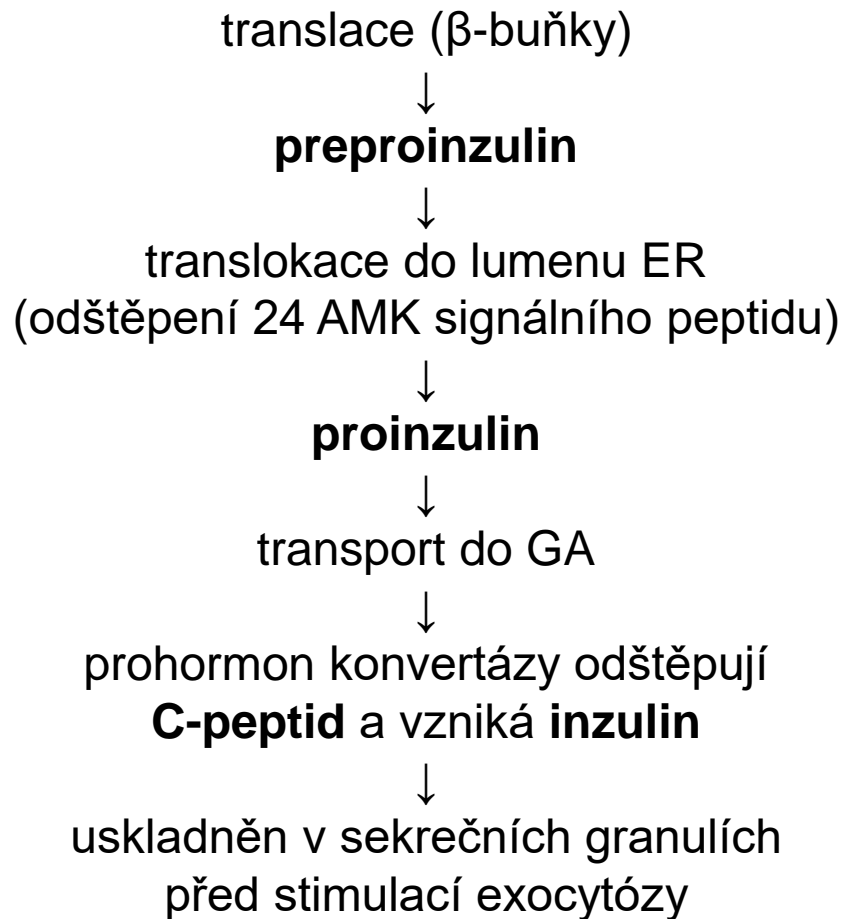 translace (β-buňky)
↓
preproinzulin
↓
translokace do lumenu ER
(odštěpení 24 AMK signálního peptidu)
↓
proinzulin
↓
transport do GA
↓
prohormon konvertázy odštěpují
C-peptid a vzniká inzulin
↓
uskladněn v sekrečních granulích
před stimulací exocytózy